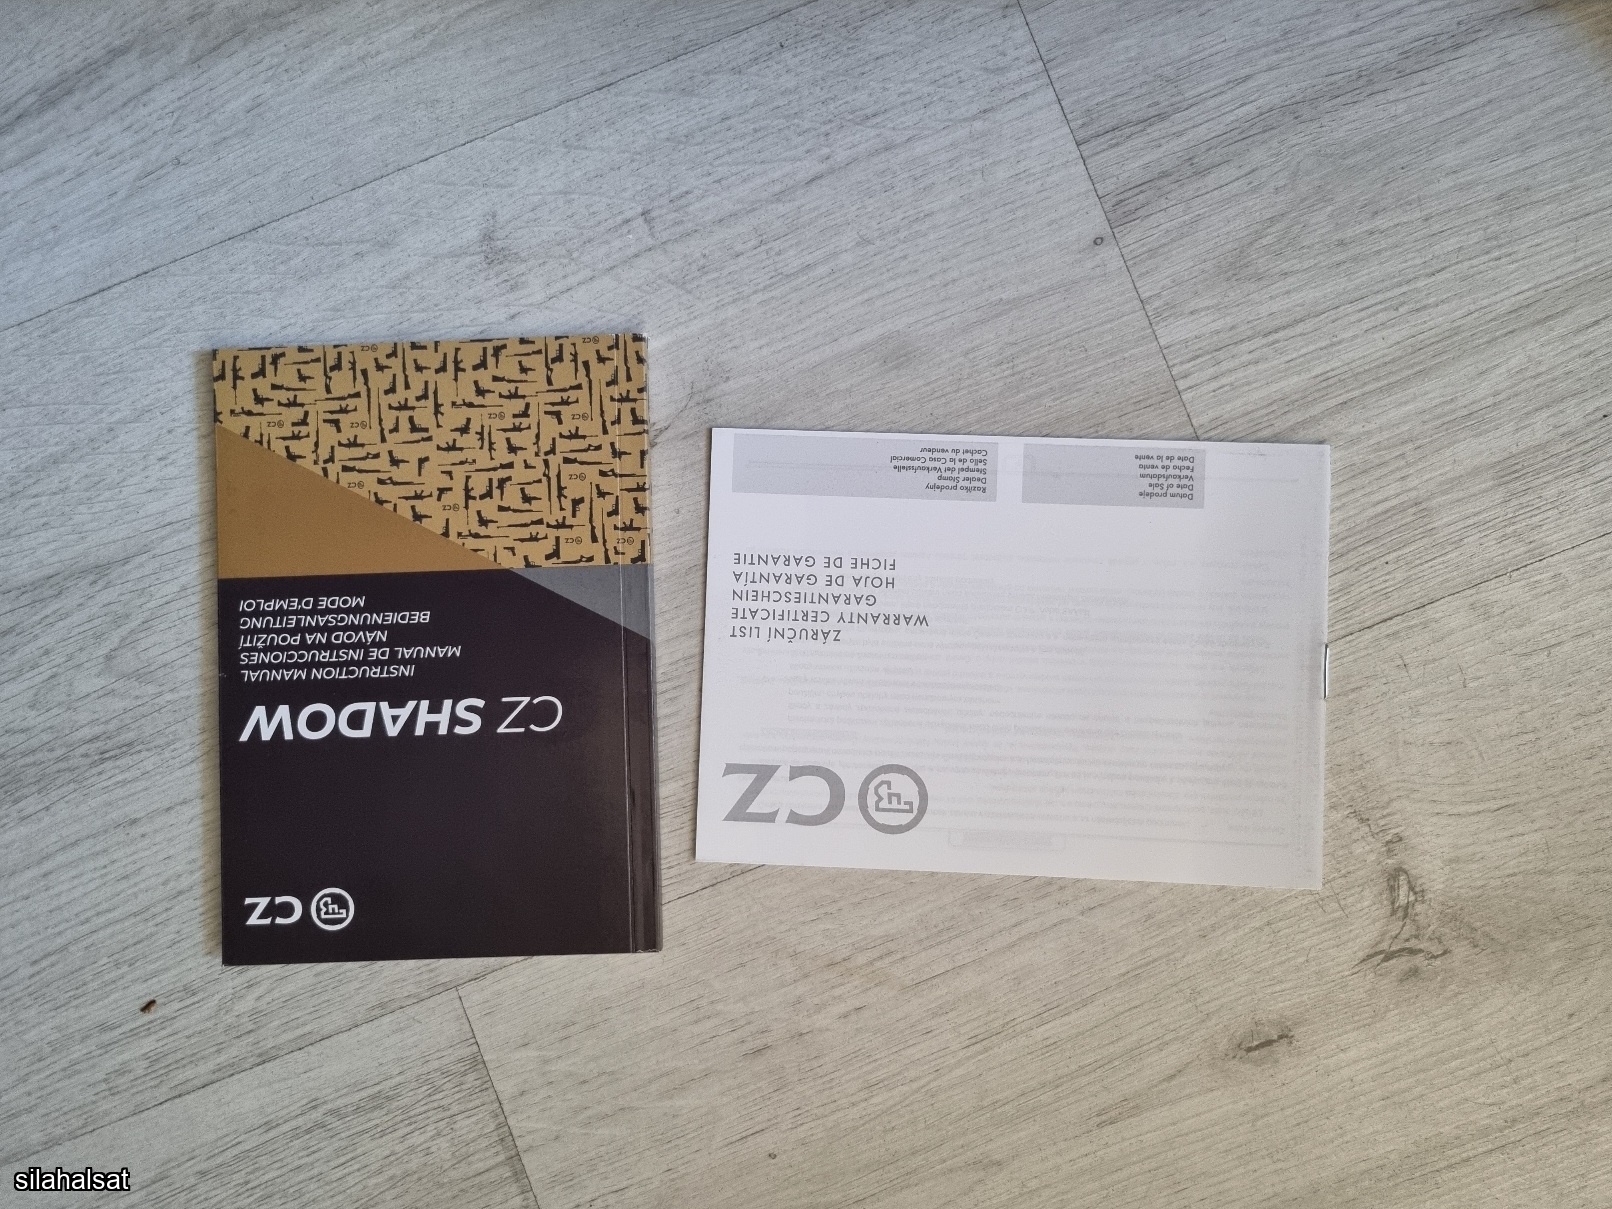 CZ
CZ SHADOW
INSTRUCTION MANUAL
MANUAL DE INSTRUCCIONES
NÁVOD NA POUŽITÍ
BEDIENUNGSANLEITUNG
MODE D'EMPLOI
CZ
ZÁRUČNÍ LIST
WARRANTY CERTIFICATE
GARANTIESCHEIN
HOJA DE GARANTÍA
FICHE DE GARANTIE
Datum prodeje
Date of Sale
Verkaufsdatum
Fecha de venta
Date de la vente
Razítko prodejny
Dealer Stamp
Stempel der Verkaufsstelle
Sello de la Casa Comercial
Cachet du vendeur
silahalsat